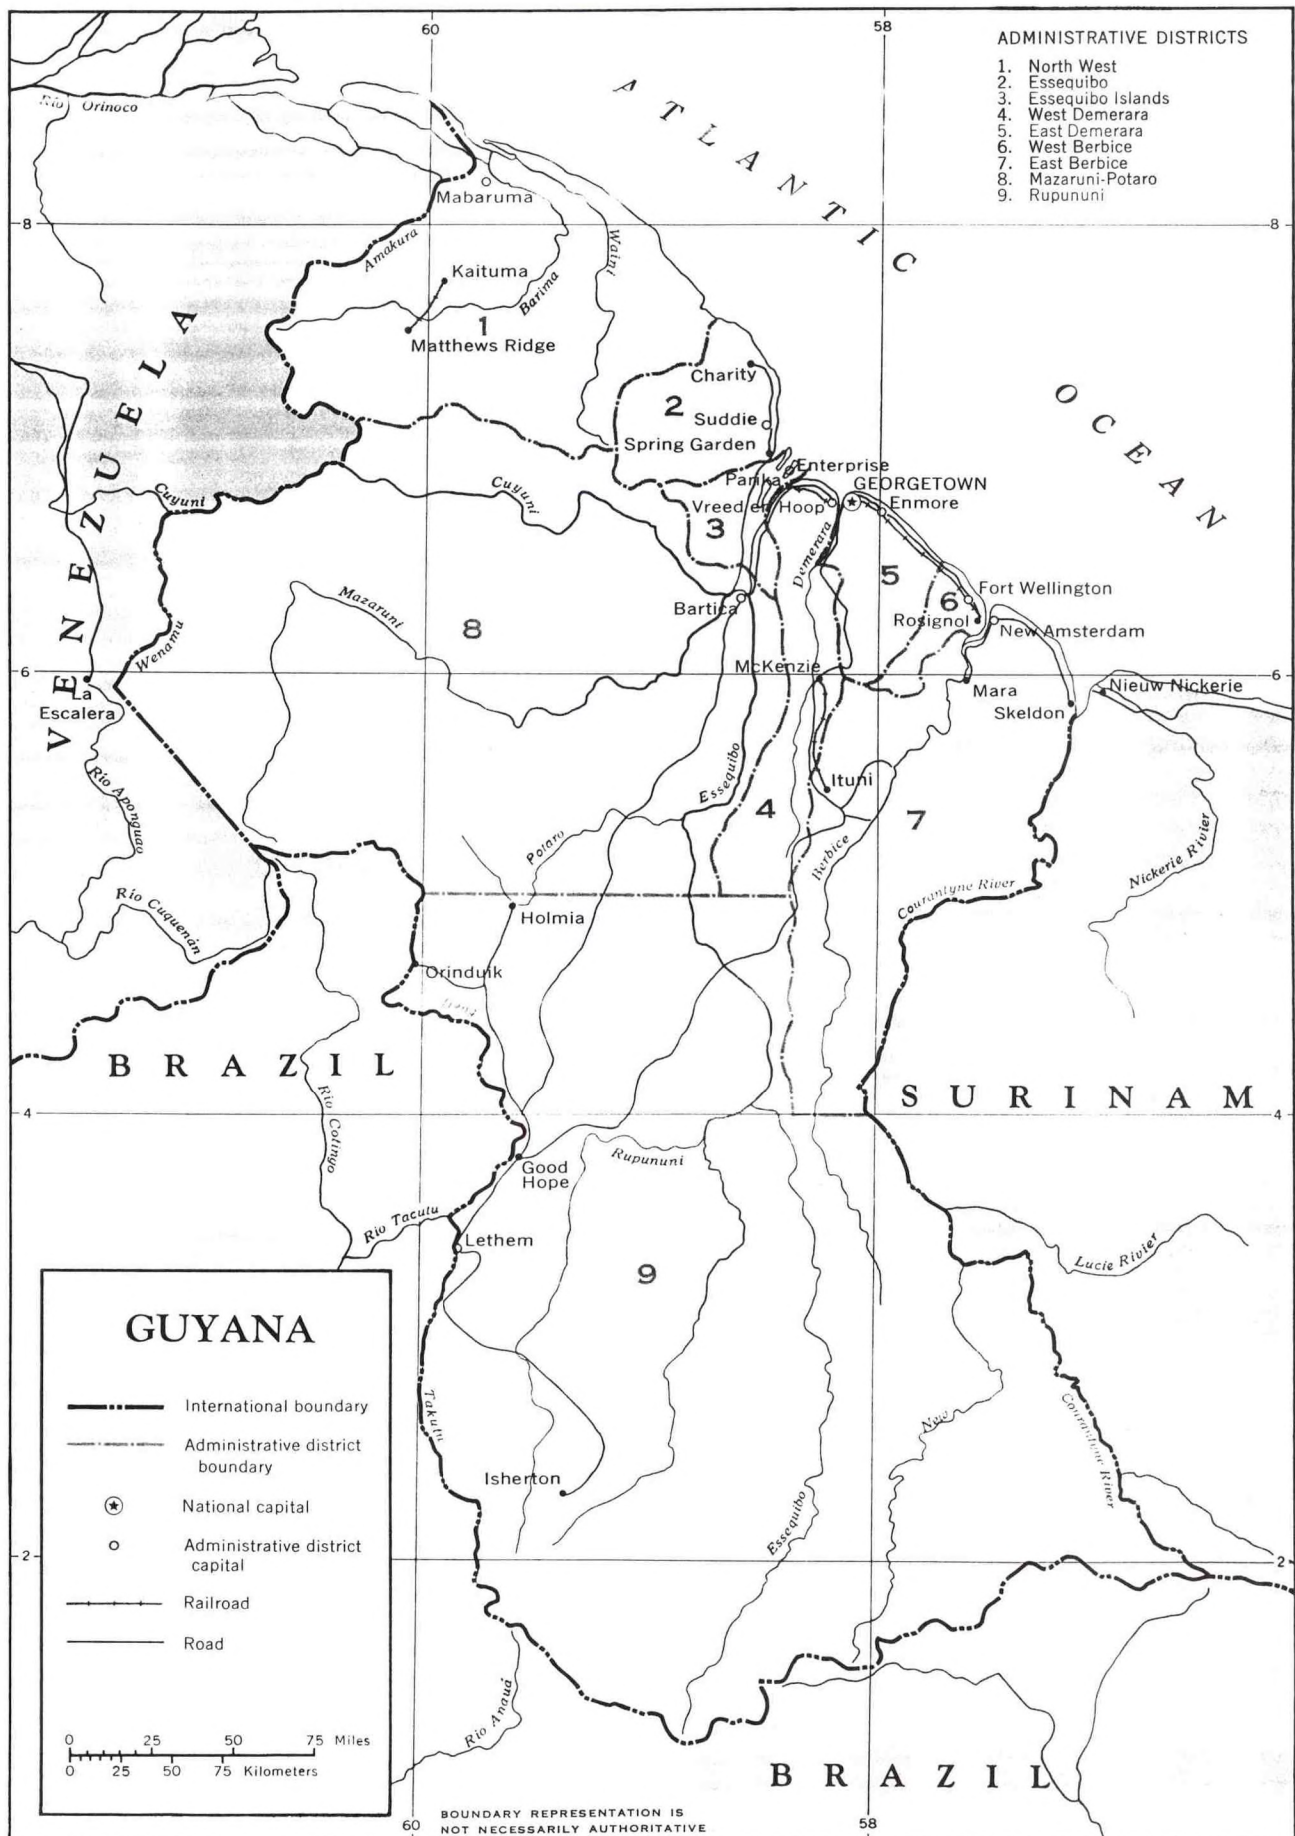 60
58
ADMINISTRATIVE DISTRICTS
1. North West
2. Essequibo
3. Essequibo Islands
4. West Demerara
5. East Demerara
6. West Berbice
7. East Berbice
8. Mazaruni-Potaro
9. Rupununi
ATLANTIC
OCEAN
Río Orinoco
Mabaruma
8
8
Amakura
Waini
Kaituma
Barima
1
Matthews Ridge
VENEZUELA
Charity
2
Suddie
Spring Garden
Enterprise
Parika
GEORGETOWN
Vreed en Hoop
Enmore
Cuyuni
Cuyuni
3
Demerara
5
Fort Wellington
6
Bartica
Rosignol
New Amsterdam
Mazaruni
8
Wenamu
6
6
McKenzie
La
Escalera
Mara
Nieuw Nickerie
Skeldon
Río Aponguao
Essequibo
Ituni
4
7
Potaro
Berbice
Nickerie Rivier
Río Cuquenán
Courantyne River
Holmia
Orinduik
Ireng
BRAZIL
SURINAM
4
4
Rio Cotingo
Good
Hope
Rupununi
Rio Tacutu
Lethem
Lucie Rivier
9
GUYANA
International boundary
Administrative district
boundary
National capital
Administrative district
capital
Railroad
Road
0 25 50 75 Miles
0 25 50 75 Kilometers
Takutu
New
Courantyne River
Isherton
Essequibo
2
2
Rio Anauá
BRAZIL
60
58
BOUNDARY REPRESENTATION IS
NOT NECESSARILY AUTHORITATIVE